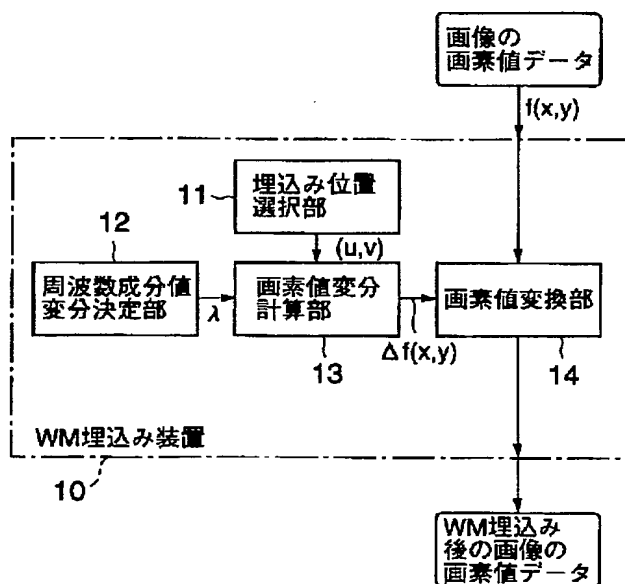 画像の
画素値データ
f(x,y)
11
埋込み位置
選択部
12
(u,v)
周波数成分値
変分決定部
λ
画素値変分
計算部
13
Δf(x,y)
画素値変換部
14
WM埋込み装置
10
WM埋込み
後の画像の
画素値データ